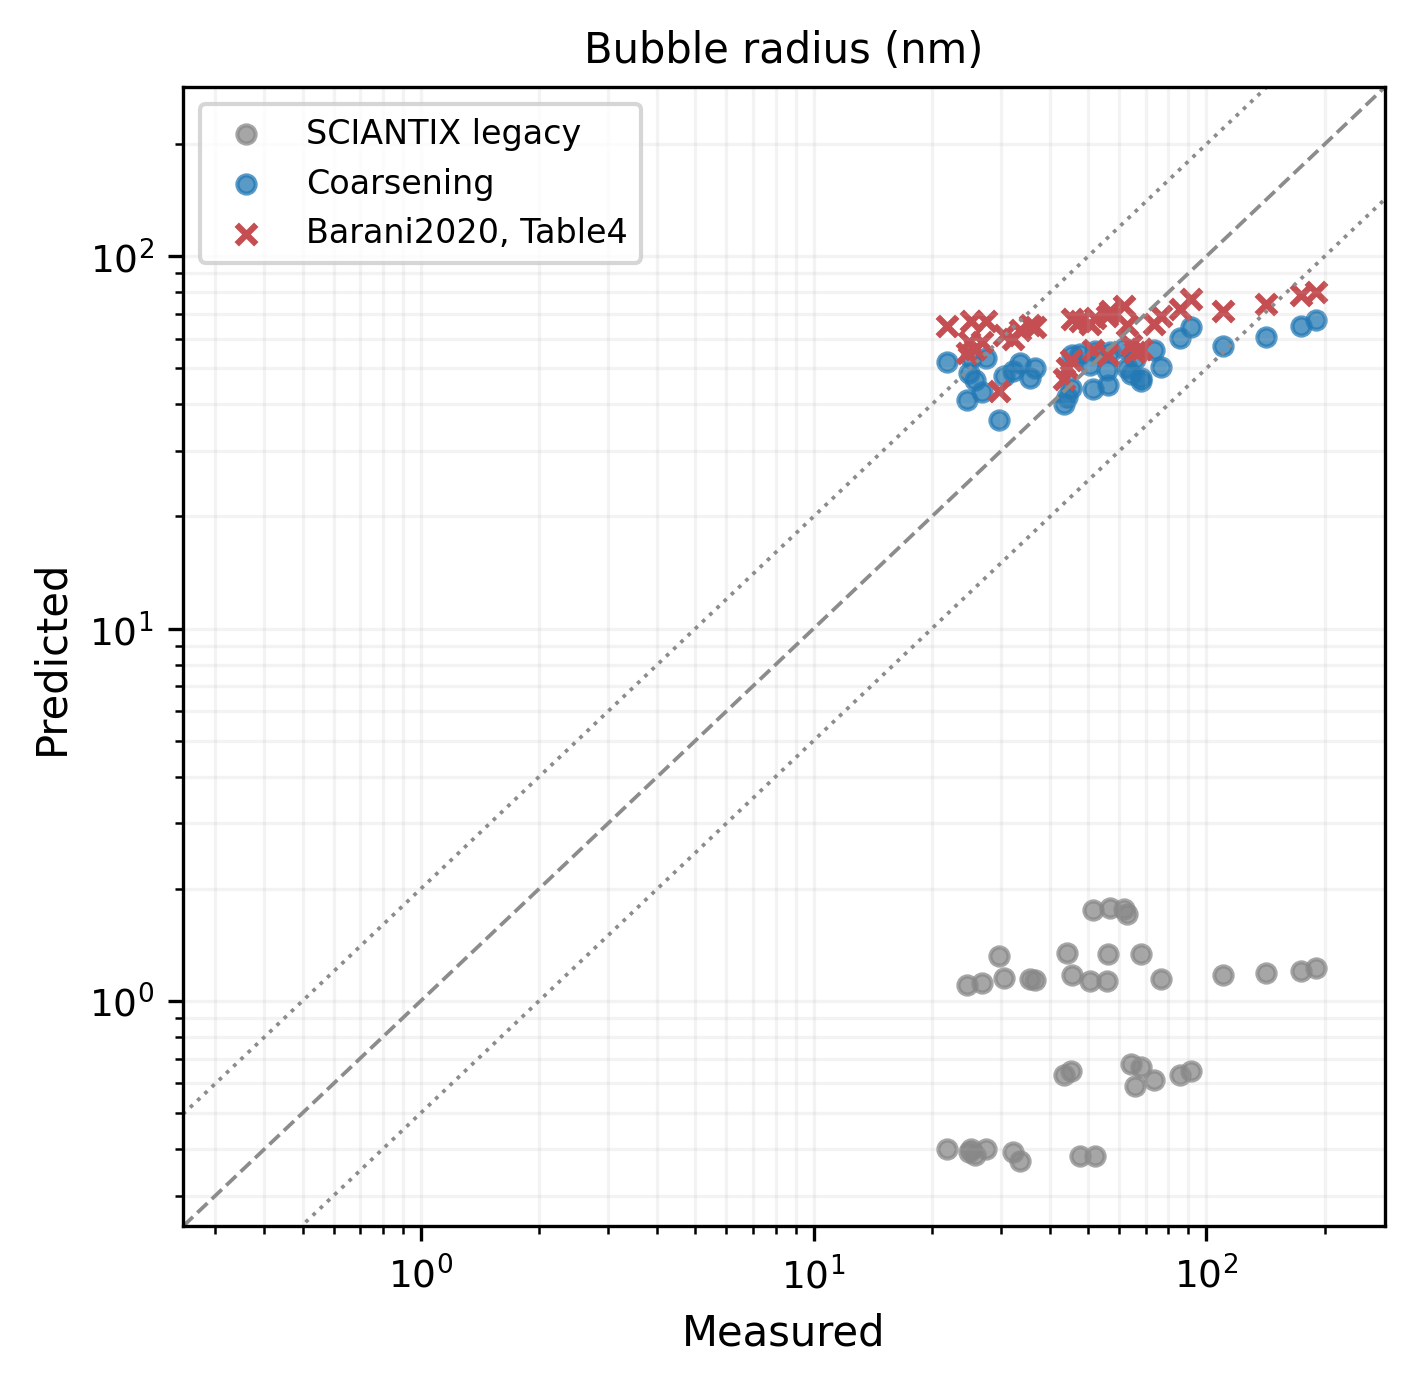 Bubble radius (nm)
SCIANTIX legacy
Coarsening
Barani2020, Table4
10²
10¹
10⁰
Predicted
10⁰
10¹
10²
Measured